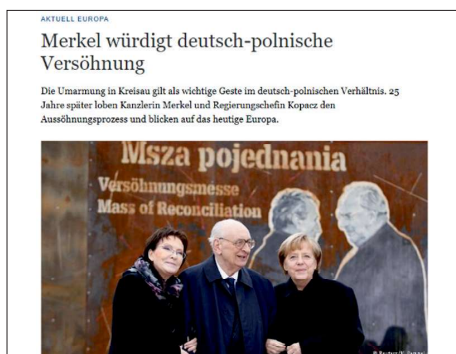 AKTUELL EUROPA
Merkel würdigt deutsch-polnische
Versöhnung
Die Umarmung in Kreisau gilt als wichtige Geste im deutsch-polnischen Verhältnis. 25
Jahre später loben Kanzlerin Merkel und Regierungschefin Kopacz den
Aussöhnungsprozess und blicken auf das heutige Europa.
Msza pojednania
Versöhnungsmesse
Mass of Reconciliation